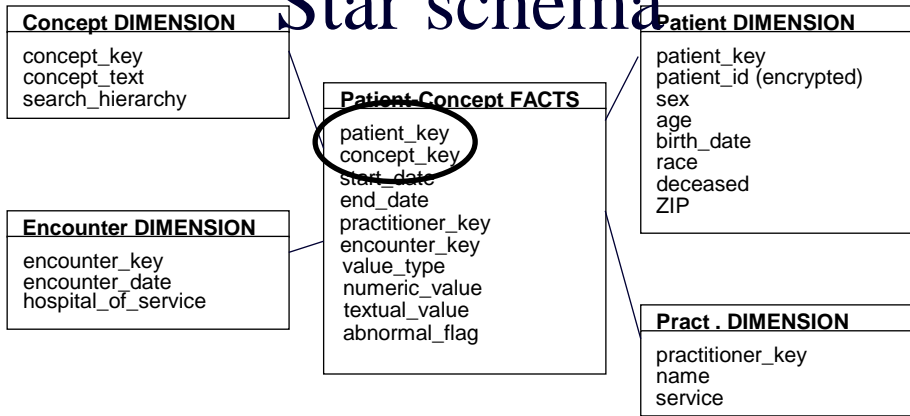 Star schema
Concept DIMENSION
concept_key
concept_text
search_hierarchy
Encounter DIMENSION
encounter_key
encounter_date
hospital_of_service
Patient-Concept FACTS
patient_key
concept_key
start_date
end_date
practitioner_key
encounter_key
value_type
numeric_value
textual_value
abnormal_flag
Patient DIMENSION
patient_key
patient_id (encrypted)
sex
age
birth_date
race
deceased
ZIP
Pract . DIMENSION
practitioner_key
name
service